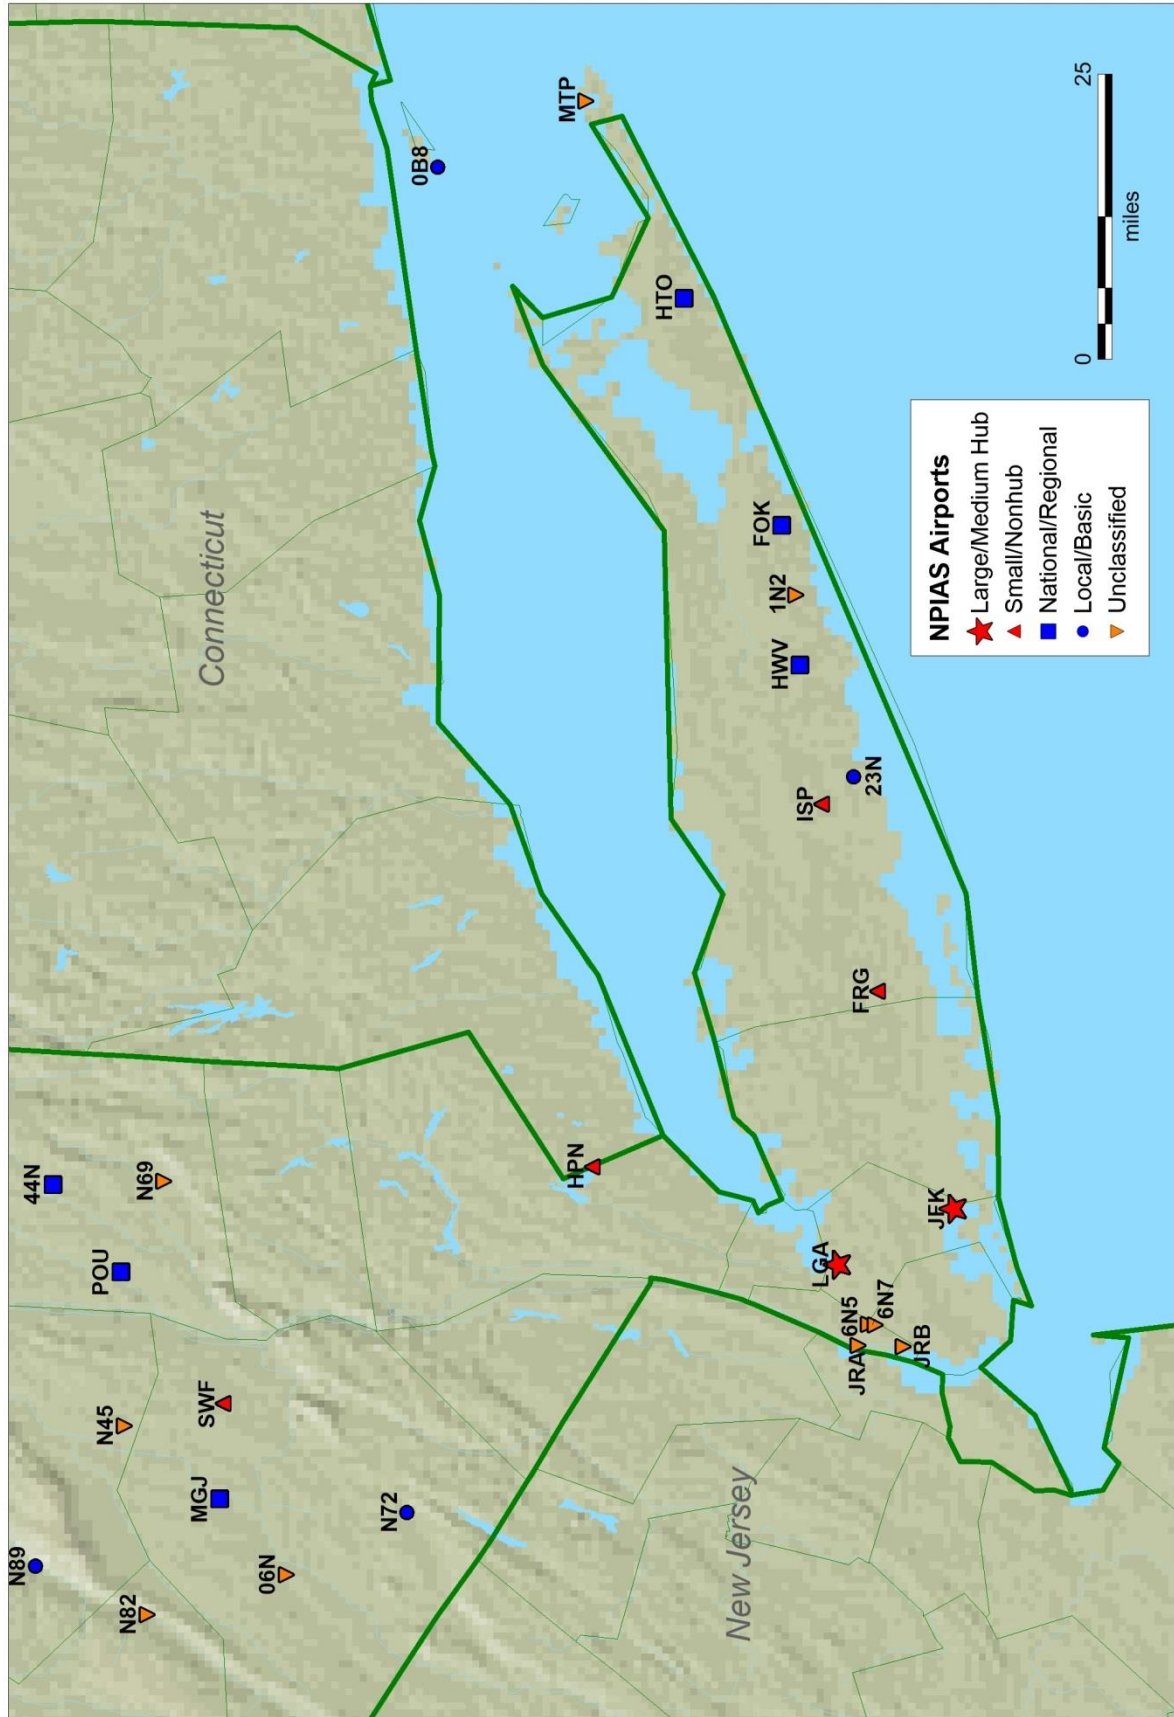 N89
44N
N82
N45
POU
N69
MGJ
SWF
06N
N72
Connecticut
0B8
HPN
MTP
HTO
New Jersey
LGA
JRA
6N5
6N7
JRB
JFK
FRG
ISP
23N
HWV
1N2
FOK
NPIAS Airports
Large/Medium Hub
Small/Nonhub
National/Regional
Local/Basic
Unclassified
0 25
miles